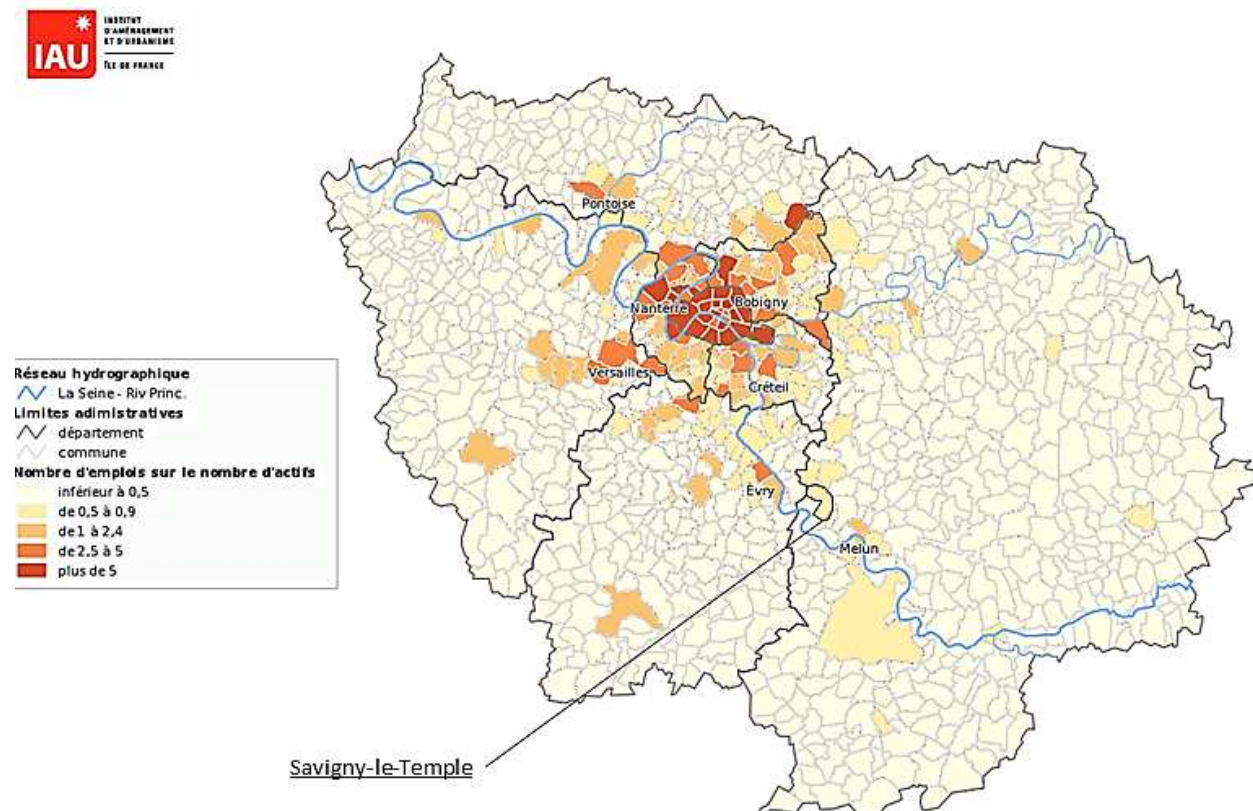 IAU
INSTITUT
D'AMÉNAGEMENT
ET D'URBANISME
ÎLE-DE-FRANCE
Pontoise
Nanterre
Bobigny
Versailles
Créteil
Évry
Melun
Réseau hydrographique
La Seine - Riv Princ.
Limites adimistratives
département
commune
Nombre d'emplois sur le nombre d'actifs
inférieur à 0,5
de 0,5 à 0,9
de 1 à 2,4
de 2,5 à 5
plus de 5
Savigny-le-Temple